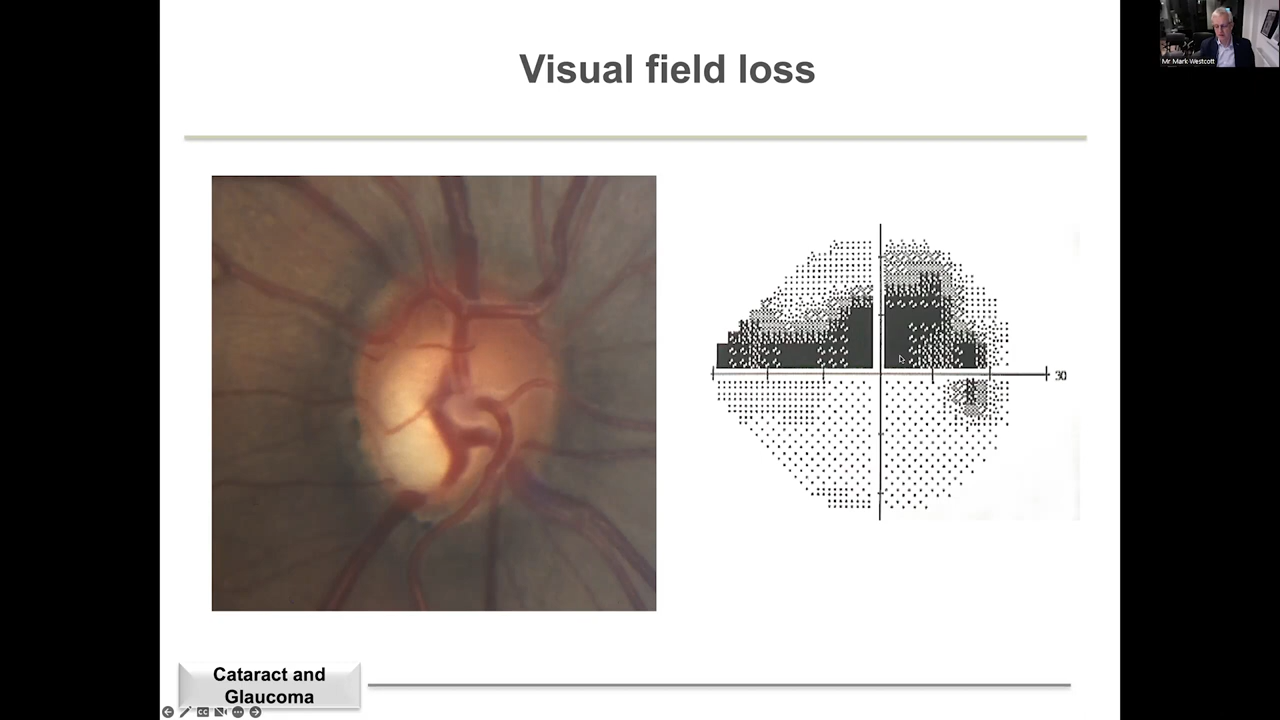 Visual field loss
Mr Mark Westcott
30
Cataract and
Glaucoma